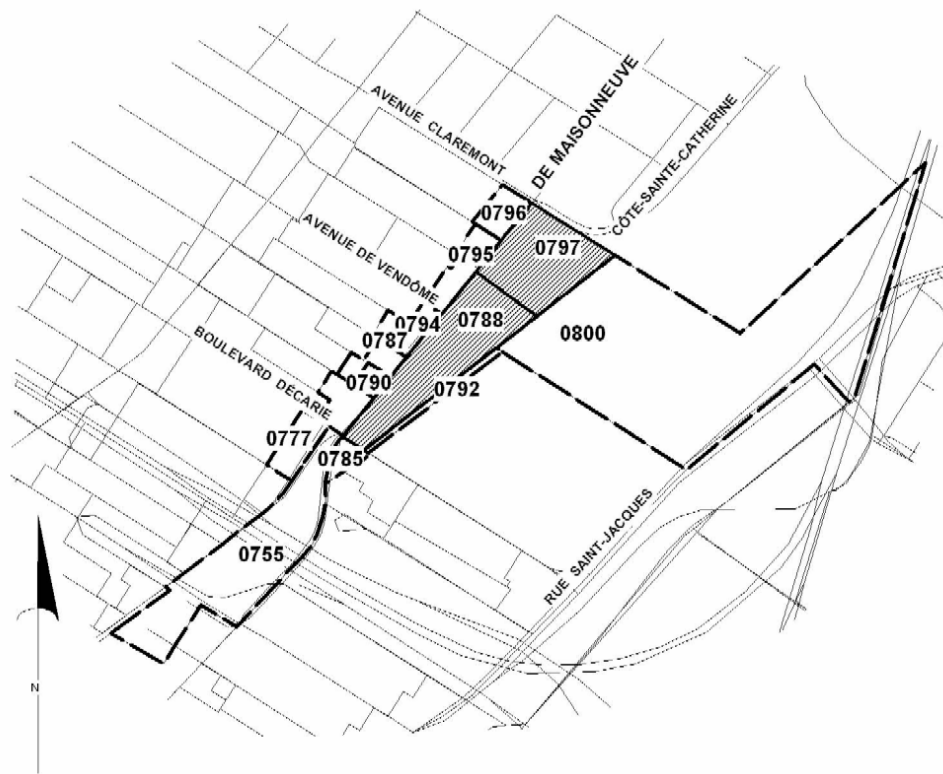 AVENUE CLAREMONT
DE MAISONNEUVE
CÔTE-SAINTE-CATHERINE
0796
0795
0797
AVENUE DE VENDÔME
0794
0788
0787
0800
BOULEVARD DÉCARIE
0790
0792
0777
0785
RUE SAINT-JACQUES
0755
N